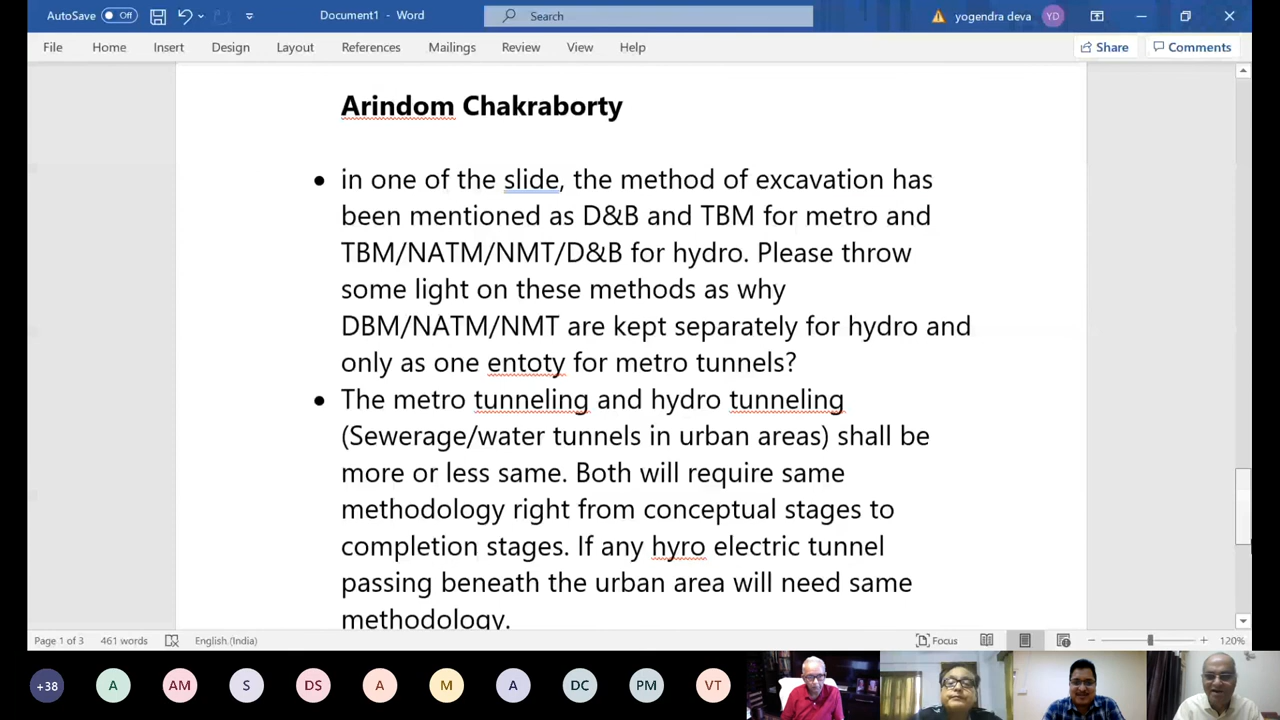 AutoSave Off Document1 - Word Search yogendra deva YD
File Home Insert Design Layout References Mailings Review View Help Share Comments
Arindom Chakraborty
• in one of the slide, the method of excavation has
been mentioned as D&B and TBM for metro and
TBM/NATM/NMT/D&B for hydro. Please throw
some light on these methods as why
DBM/NATM/NMT are kept separately for hydro and
only as one entoty for metro tunnels?
• The metro tunneling and hydro tunneling
(Sewerage/water tunnels in urban areas) shall be
more or less same. Both will require same
methodology right from conceptual stages to
completion stages. If any hyro electric tunnel
passing beneath the urban area will need same
methodology.
Page 1 of 3 461 words English (India) Focus 120%
+38 A AM S DS A M A DC PM VT